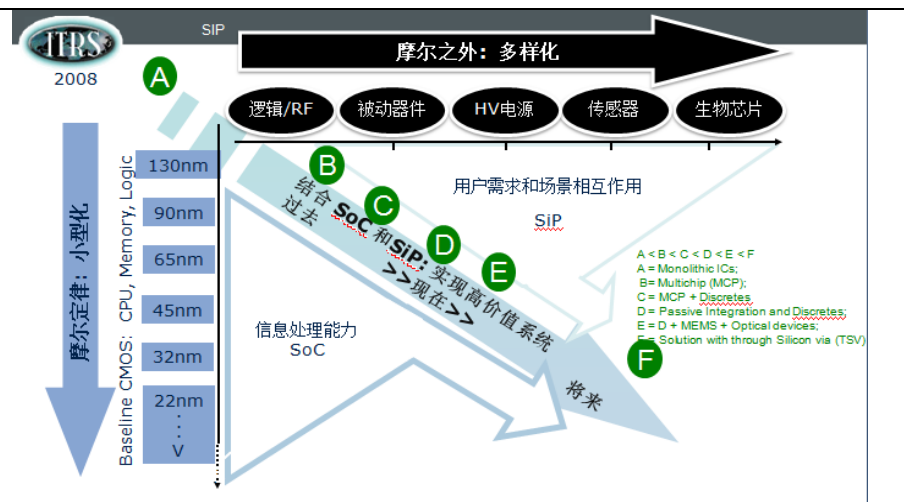 SIP
ITRS
2008
摩尔之外：多样化
A
逻辑/RF
被动器件
HV电源
传感器
生物芯片
摩尔定律：小型化
Baseline CMOS: CPU, Memory, Logic
130nm
90nm
65nm
45nm
32nm
22nm
V
B
C
D
E
F
结合 SoC 和SiP: 实现高价值系统
过去
>>现在>>
将来
用户需求和场景相互作用
SiP
信息处理能力
SoC
A < B < C < D < E < F
A = Monolithic ICs;
B= Multichip (MCP);
C = MCP + Discretes
D = Passive Integration and Discretes;
E = D + MEMS + Optical devices;
F = Solution with through Silicon via (TSV)